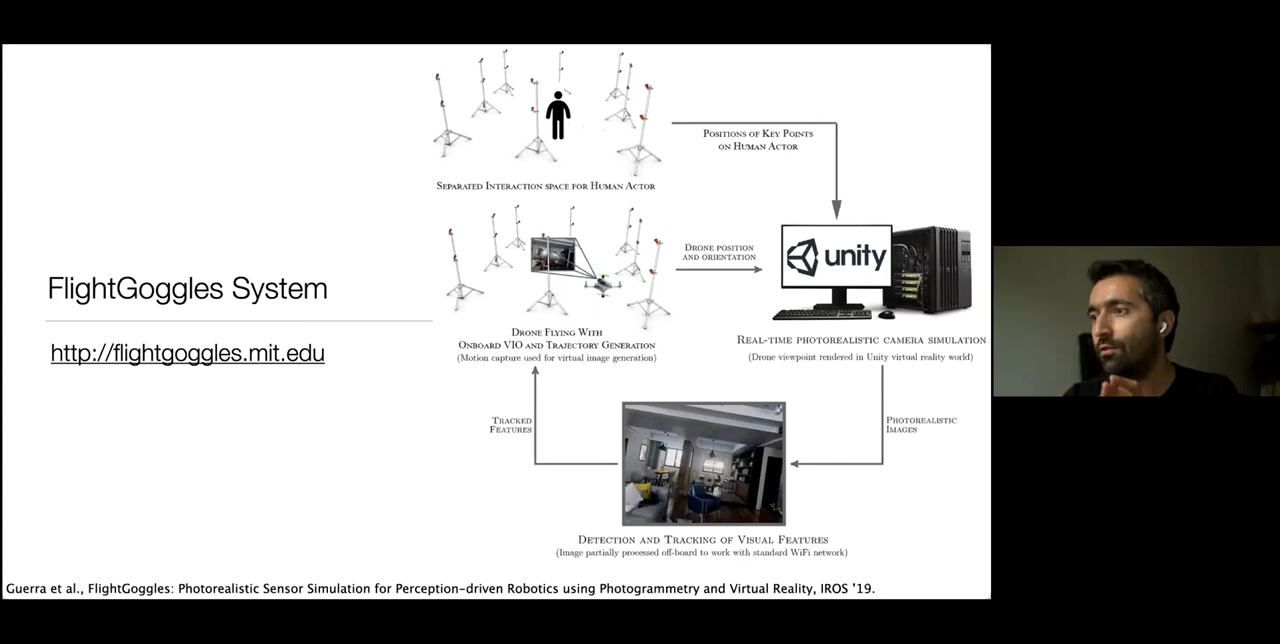 FlightGoggles System
http://flightgoggles.mit.edu
SEPARATED INTERACTION SPACE FOR HUMAN ACTOR
POSITIONS OF KEY POINTS
ON HUMAN ACTOR
DRONE POSITION
AND ORIENTATION
unity
DRONE FLYING WITH
ONBOARD VIO AND TRAJECTORY GENERATION
(Motion capture used for virtual image generation)
REAL-TIME PHOTOREALISTIC CAMERA SIMULATION
(Drone viewpoint rendered in Unity virtual reality world)
TRACKED
FEATURES
PHOTOREALISTIC
IMAGES
DETECTION AND TRACKING OF VISUAL FEATURES
(Image partially processed off-board to work with standard WiFi network)
Guerra et al., FlightGoggles: Photorealistic Sensor Simulation for Perception-driven Robotics using Photogrammetry and Virtual Reality, IROS '19.